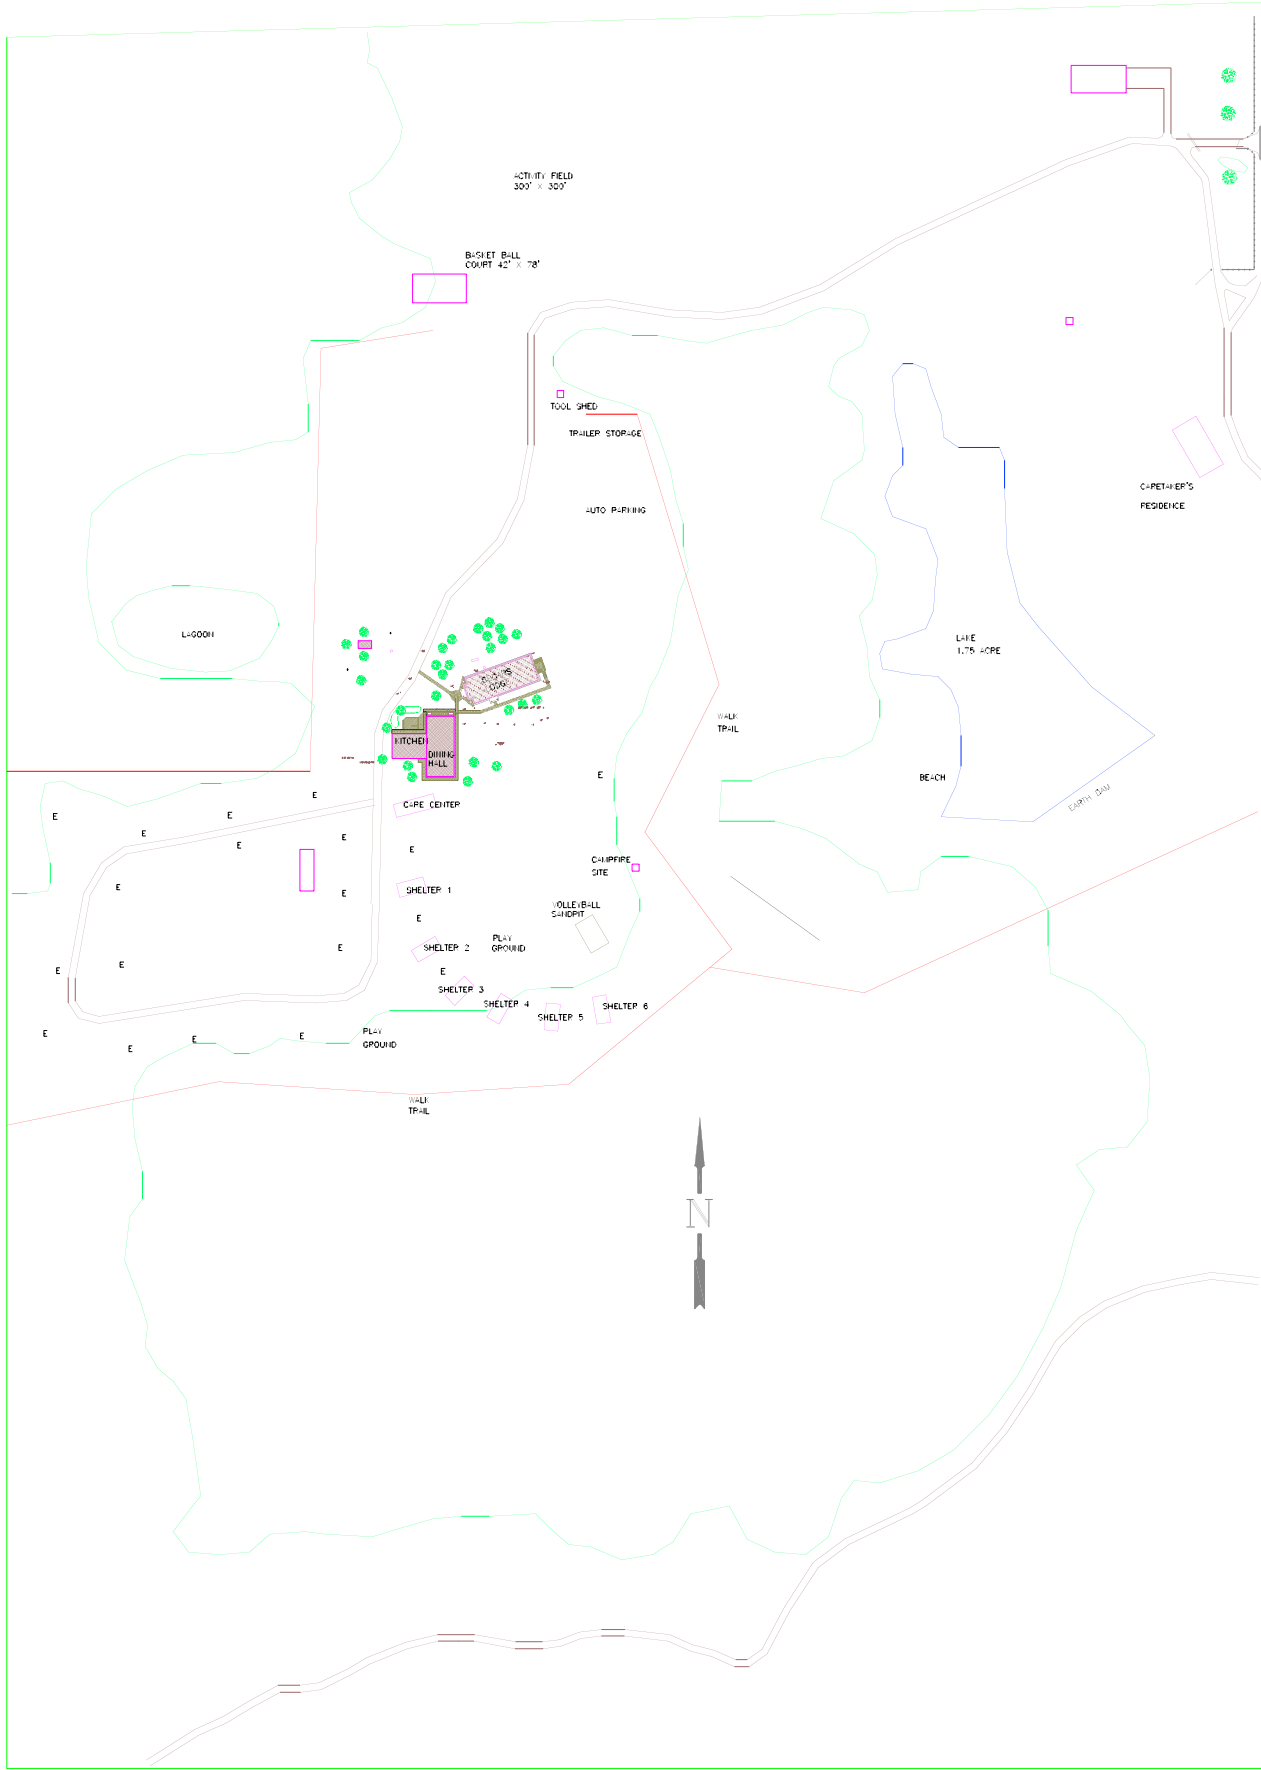 ACTIVITY FIELD
300' X 300'
BASKET BALL
COURT 42' X 78'
TOOL SHED
TRAILER STORAGE
CARETAKER'S
RESIDENCE
AUTO PARKING
LAGOON
LAKE
1.75 ACRE
WALK
TRAIL
KITCHEN
DINING
HALL
BEACH
EARTH DAM
E
E
CARE CENTER
E
E
E
E
E
E
CAMPFIRE
SITE
E
E
SHELTER 1
VOLLEYBALL
SANDPIT
E
PLAY
GROUND
E
SHELTER 2
E
E
E
SHELTER 3
SHELTER 4
SHELTER 6
SHELTER 5
E
E
E
E
PLAY
GROUND
WALK
TRAIL
N